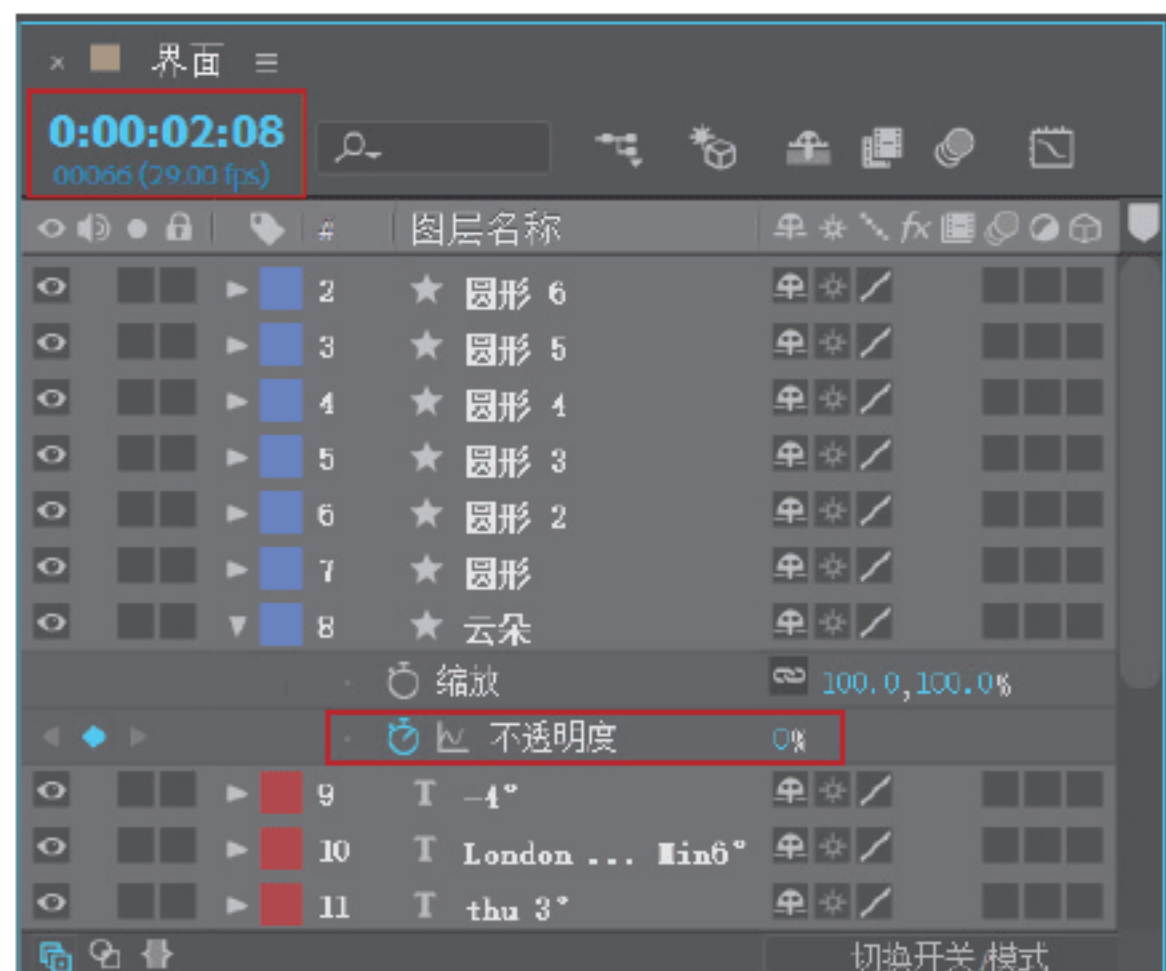 界面
0:00:02:08
00066 (29.00 fps)
# 图层名称 fx
2 圆形 6
3 圆形 5
4 圆形 4
5 圆形 3
6 圆形 2
7 圆形
8 云朵
缩放 100.0,100.0%
不透明度 0%
9 T -4°
10 T London ... Min6°
11 T thu 3°
切换开关/模式